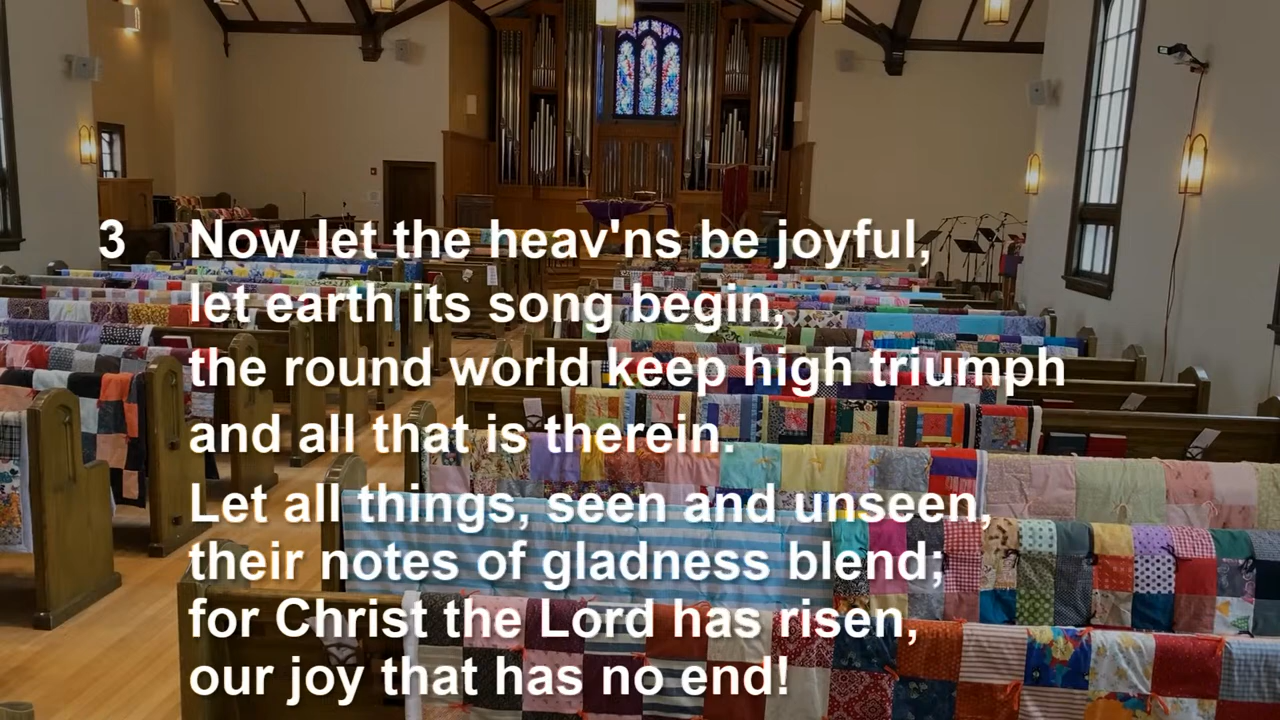 3 Now let the heav'ns be joyful,
let earth its song begin,
the round world keep high triumph
and all that is therein.
Let all things, seen and unseen,
their notes of gladness blend;
for Christ the Lord has risen,
our joy that has no end!